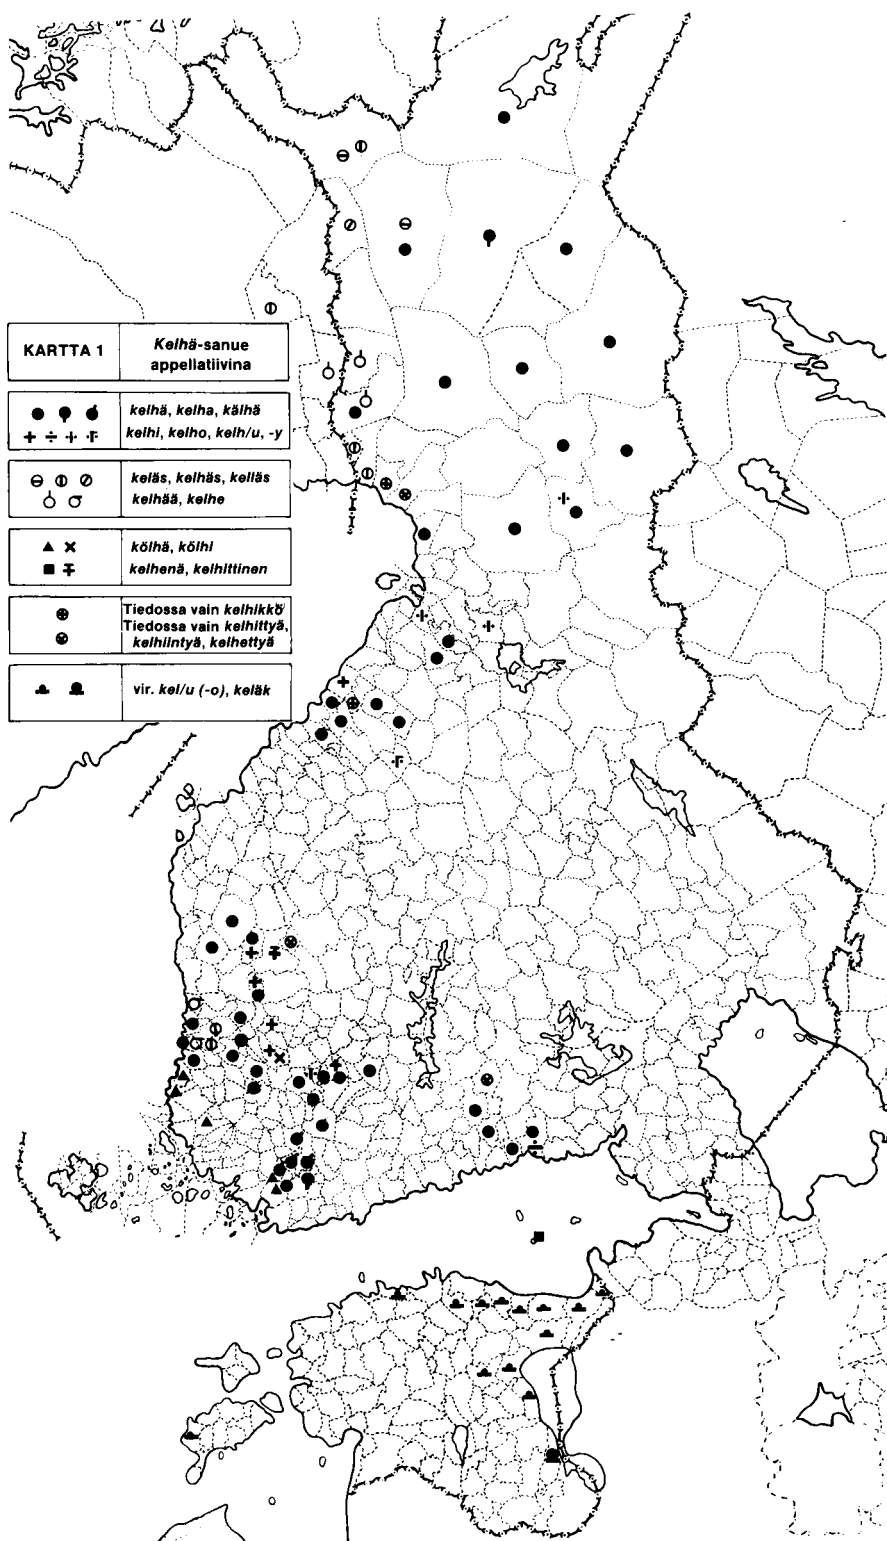 KARTTA 1
Kelhä-sanue
appellatiivina
kelhä, kelha, kälhä
kelhi, kelho, kelh/u, -y
keläs, kelhäs, kelläs
kelhää, kelhe
kölhä, kölhi
kelhenä, kelhittinen
Tiedossa vain kelhikkö
Tiedossa vain kelhittyä,
kelhiintyä, kelhettyä
vir. kel/u (-o), keläk